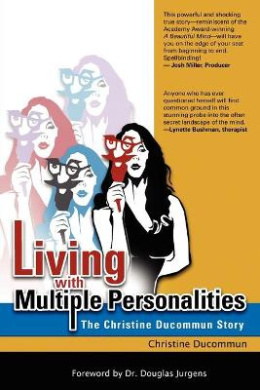 This powerful and shocking
true story—reminiscent of the
Academy Award-winning
A Beautiful Mind—will have
you on the edge of your seat
from beginning to end.
Spellbinding!
— Josh Miller, Producer
Anyone who has ever
questioned himself will find
common ground in this
stunning probe into the often
secret landscape of the mind.
—Lynette Bushman, therapist
Living
with
Multiple Personalities
The Christine Ducommun Story
Christine Ducommun
Foreword by Dr. Douglas Jurgens